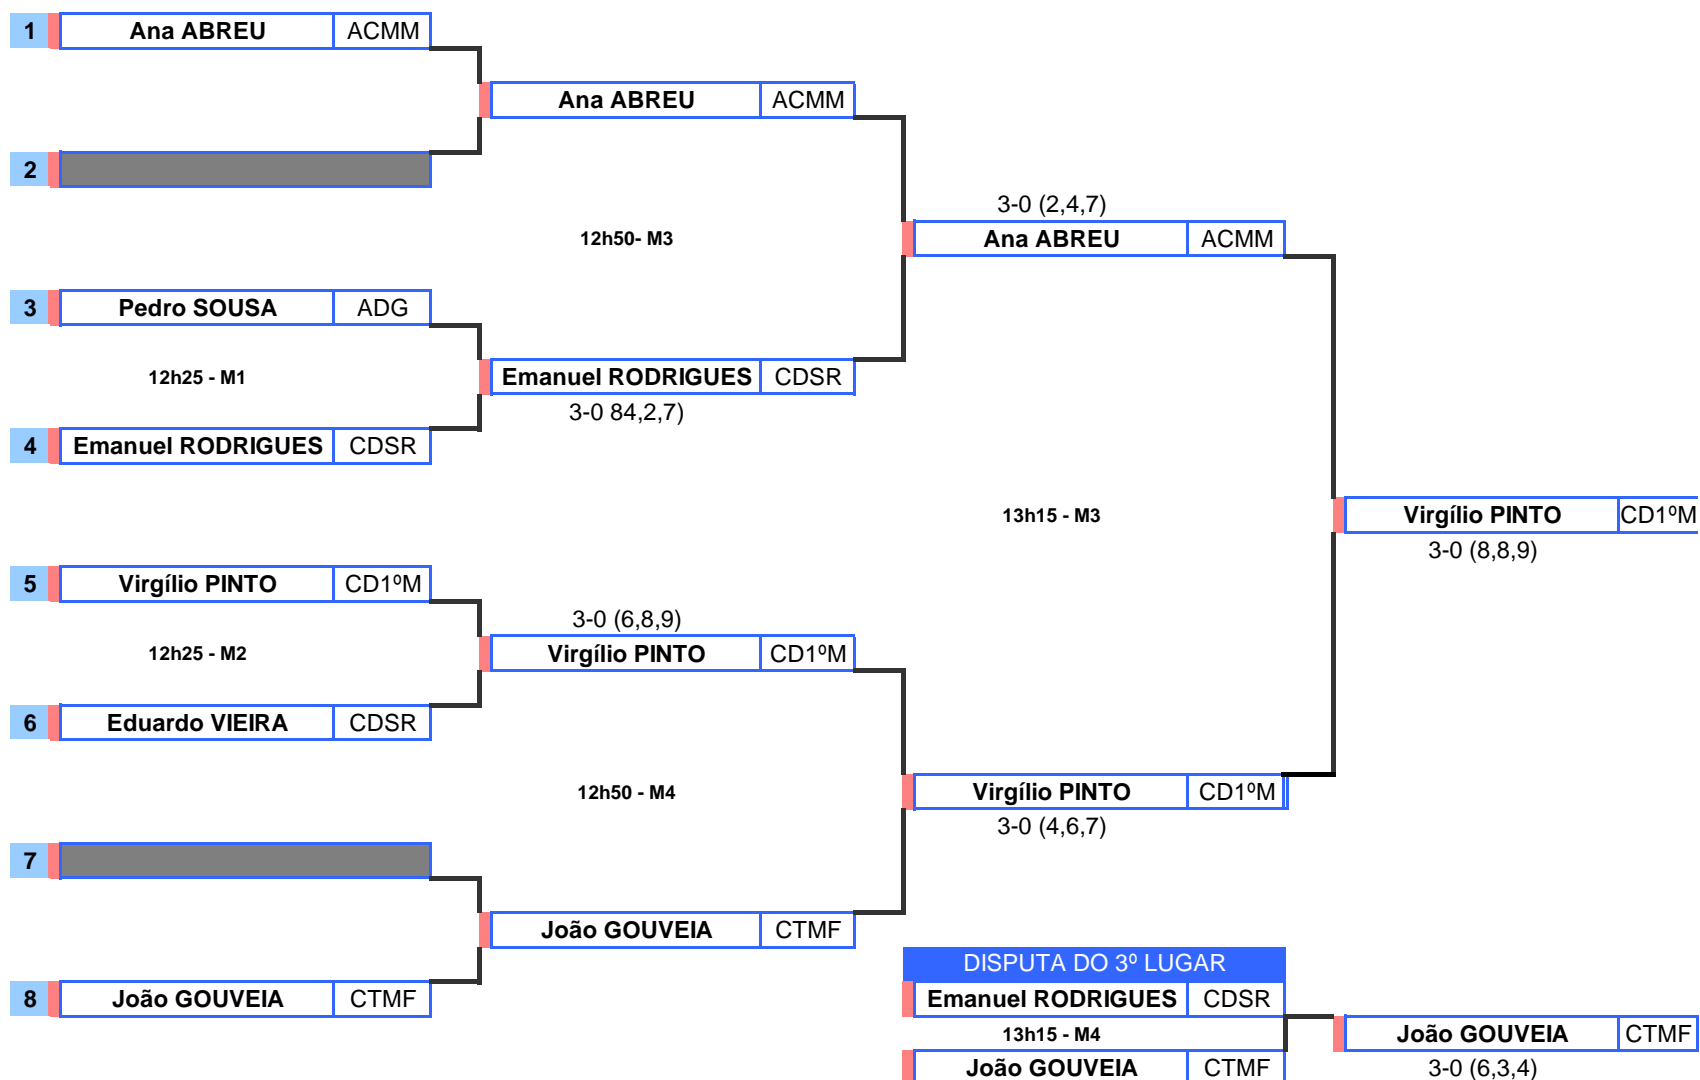 1 Ana ABREU ACMM
Ana ABREU ACMM
2
3-0 (2,4,7)
12h50- M3
Ana ABREU ACMM
3 Pedro SOUSA ADG
12h25 - M1
Emanuel RODRIGUES CDSR
3-0 84,2,7)
4 Emanuel RODRIGUES CDSR
13h15 - M3
Virgílio PINTO CD1ºM
3-0 (8,8,9)
5 Virgílio PINTO CD1ºM
3-0 (6,8,9)
12h25 - M2
Virgílio PINTO CD1ºM
6 Eduardo VIEIRA CDSR
12h50 - M4
Virgílio PINTO CD1ºM
3-0 (4,6,7)
7
João GOUVEIA CTMF
DISPUTA DO 3º LUGAR
8 João GOUVEIA CTMF
Emanuel RODRIGUES CDSR
13h15 - M4
João GOUVEIA CTMF
João GOUVEIA CTMF
3-0 (6,3,4)